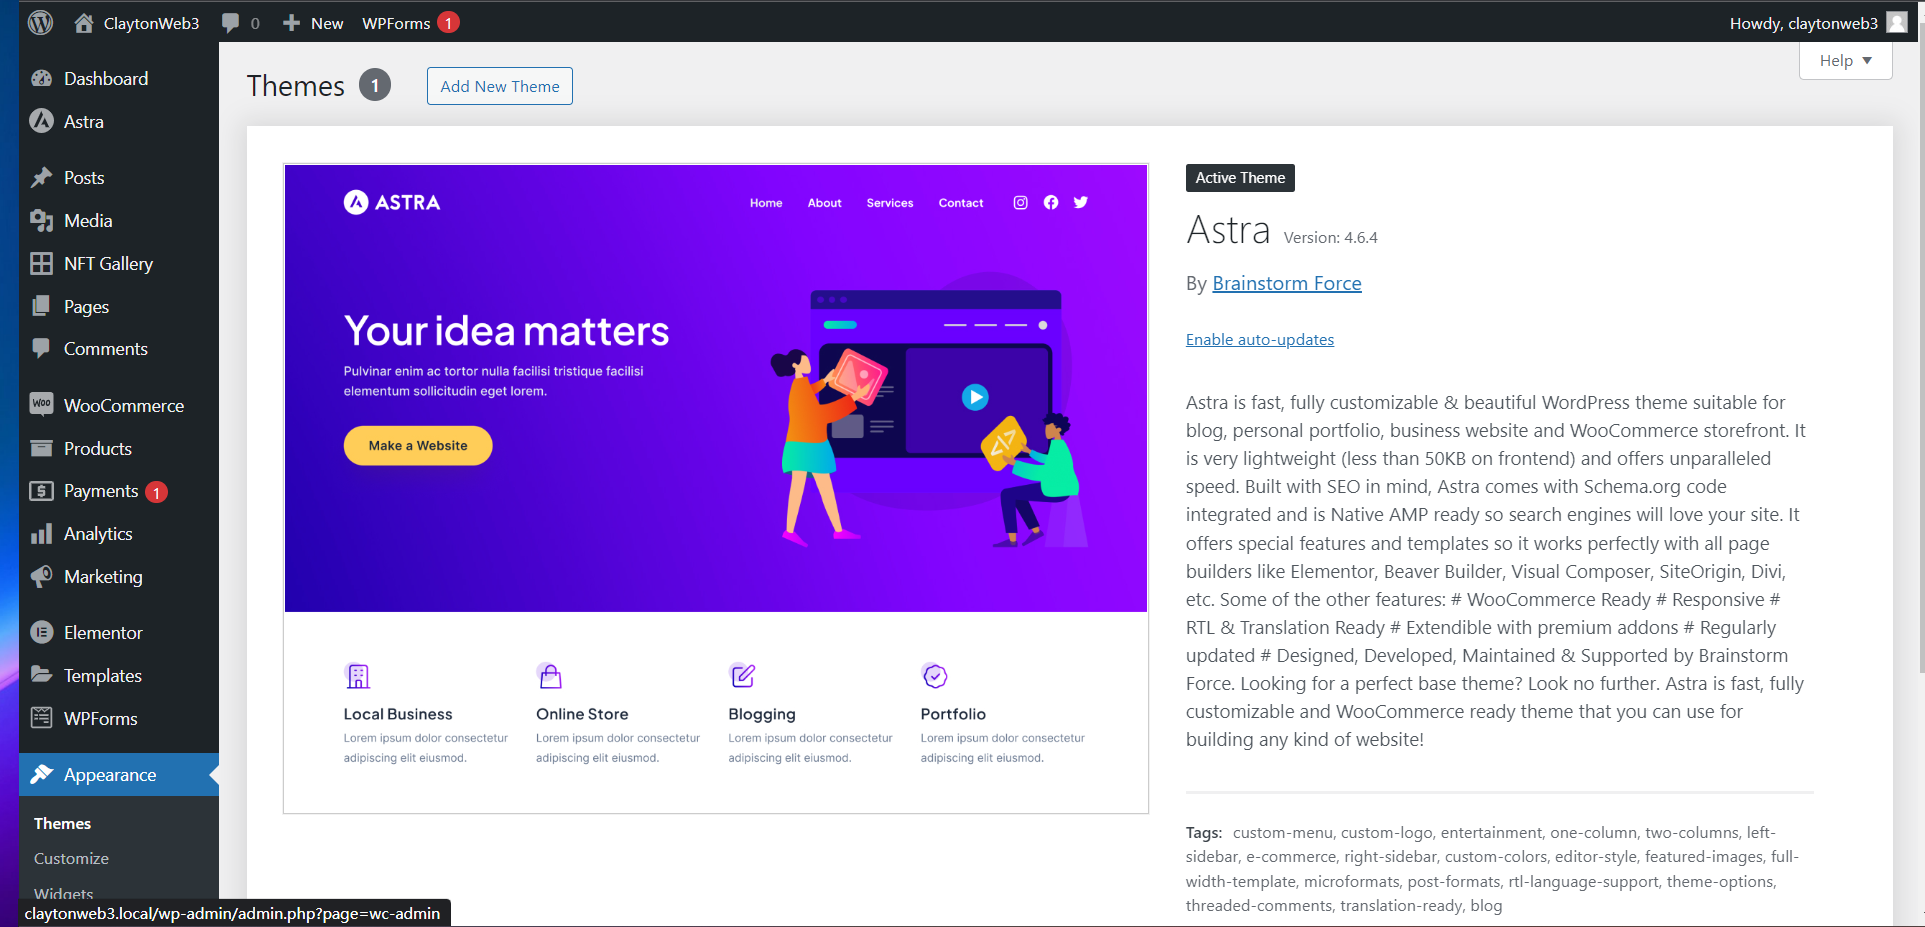 ClaytonWeb3 0 New WPForms 1 Howdy, claytonweb3
Help
Dashboard
Astra
Posts
Media
NFT Gallery
Pages
Comments
Woo WooCommerce
Products
Payments 1
Analytics
Marketing
Elementor
Templates
WPForms
Appearance
Themes
Customize
Widgets
claytonweb3.local/wp-admin/admin.php?page=wc-admin
Themes 1 Add New Theme
ASTRA Home About Services Contact
Your idea matters
Pulvinar enim ac tortor nulla facilisi tristique facilisi
elementum sollicitudin eget lorem.
Make a Website
Local Business
Lorem ipsum dolor consectetur
adipiscing elit eiusmod.
Online Store
Lorem ipsum dolor consectetur
adipiscing elit eiusmod.
Blogging
Lorem ipsum dolor consectetur
adipiscing elit eiusmod.
Portfolio
Lorem ipsum dolor consectetur
adipiscing elit eiusmod.
Active Theme
Astra Version: 4.6.4
By Brainstorm Force
Enable auto-updates
Astra is fast, fully customizable & beautiful WordPress theme suitable for
blog, personal portfolio, business website and WooCommerce storefront. It
is very lightweight (less than 50KB on frontend) and offers unparalleled
speed. Built with SEO in mind, Astra comes with Schema.org code
integrated and is Native AMP ready so search engines will love your site. It
offers special features and templates so it works perfectly with all page
builders like Elementor, Beaver Builder, Visual Composer, SiteOrigin, Divi,
etc. Some of the other features: # WooCommerce Ready # Responsive #
RTL & Translation Ready # Extendible with premium addons # Regularly
updated # Designed, Developed, Maintained & Supported by Brainstorm
Force. Looking for a perfect base theme? Look no further. Astra is fast, fully
customizable and WooCommerce ready theme that you can use for
building any kind of website!
Tags: custom-menu, custom-logo, entertainment, one-column, two-columns, left-
sidebar, e-commerce, right-sidebar, custom-colors, editor-style, featured-images, full-
width-template, microformats, post-formats, rtl-language-support, theme-options,
threaded-comments, translation-ready, blog